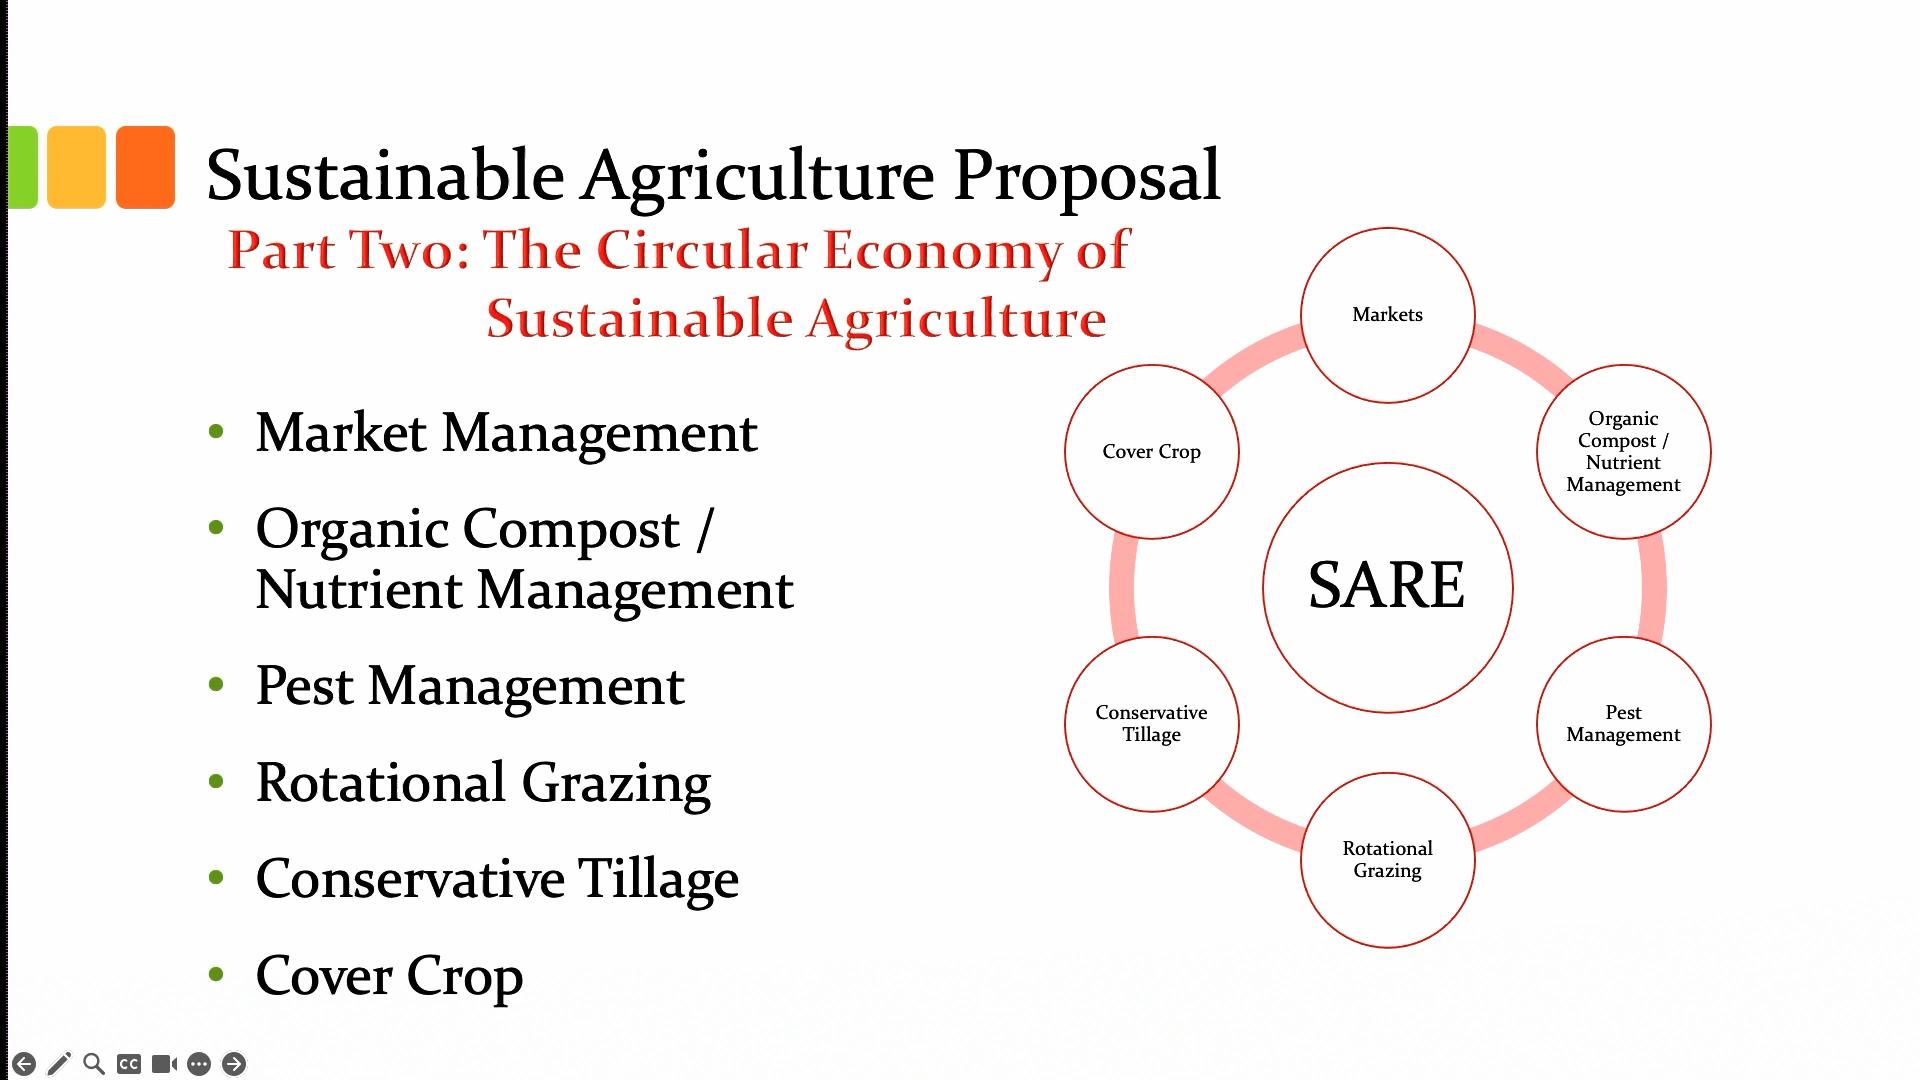 Sustainable Agriculture Proposal
Part Two: The Circular Economy of
Sustainable Agriculture
Market Management
Organic Compost /
Nutrient Management
Pest Management
Rotational Grazing
Conservative Tillage
Cover Crop
Markets
Organic
Compost /
Nutrient
Management
Pest
Management
Rotational
Grazing
Conservative
Tillage
Cover Crop
SARE
CC